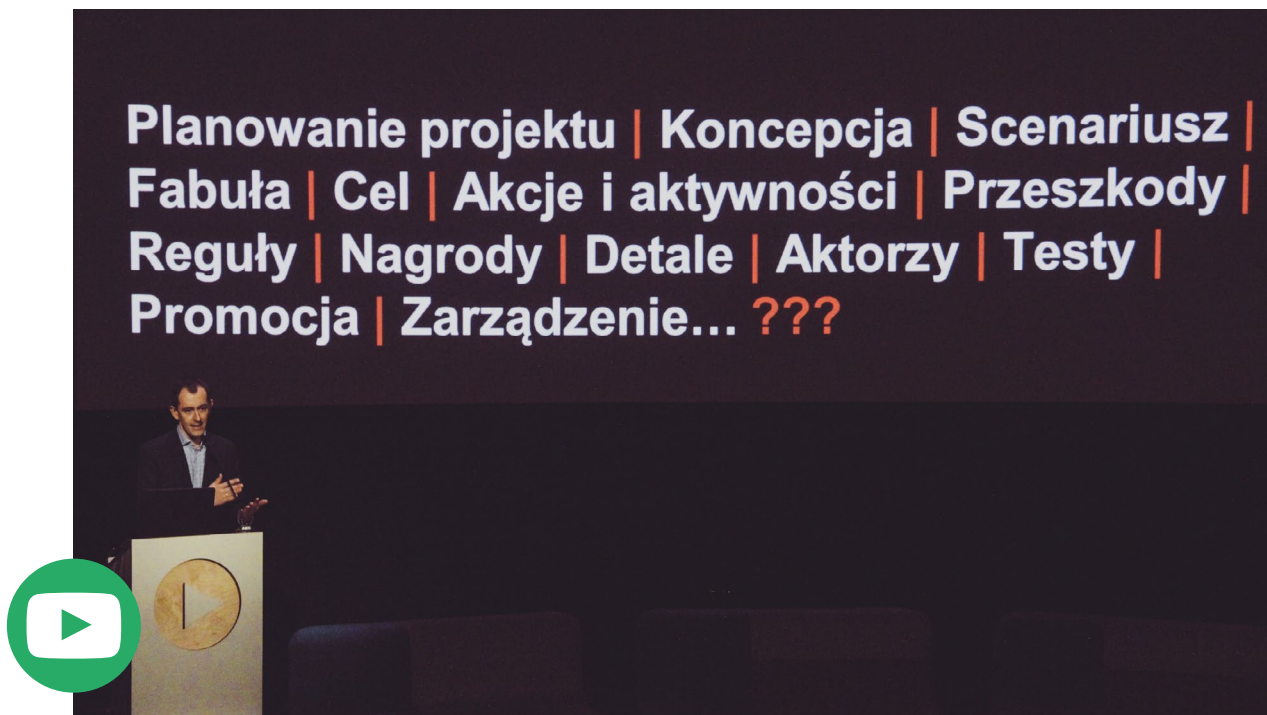 Planowanie projektu | Koncepcja | Scenariusz |
Fabuła | Cel | Akcje i aktywności | Przeszkody |
Reguły | Nagrody | Detale | Aktorzy | Testy |
Promocja | Zarządzenie... ???